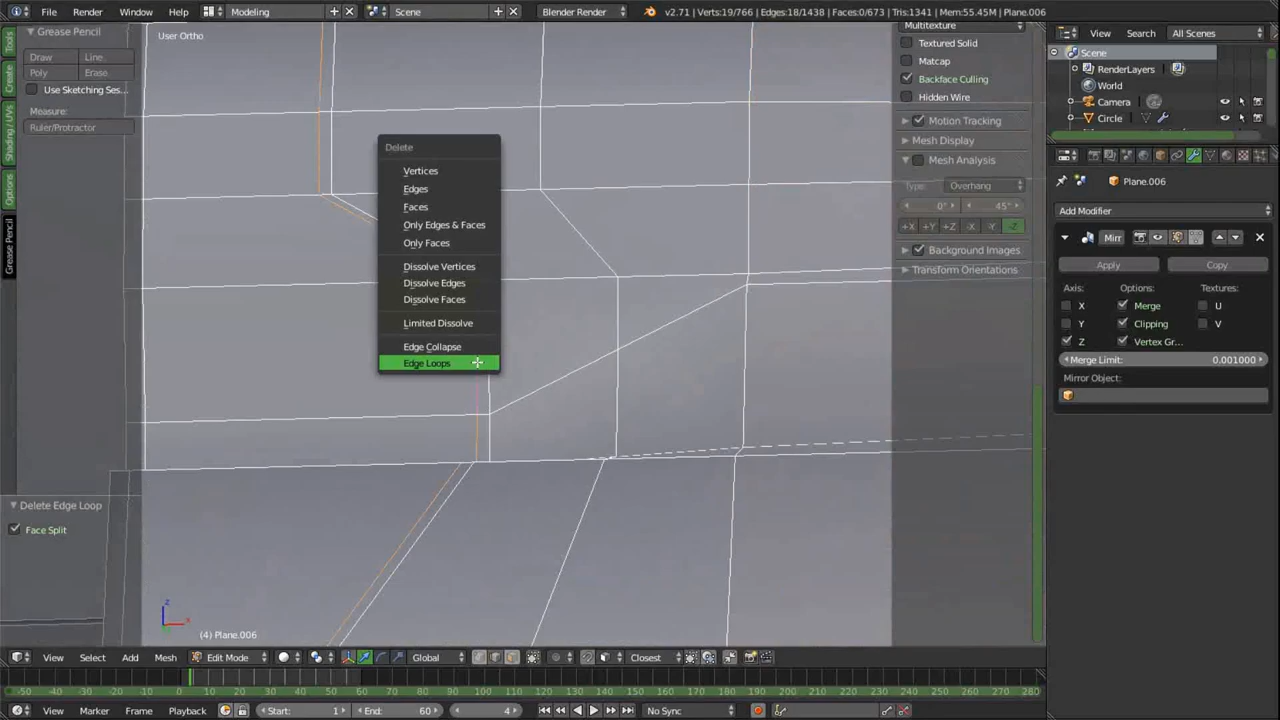 File Render Window Help Modeling Scene Blender Render v2.71 | Verts:19/766 | Edges:18/1438 | Faces:0/673 | Tris:1341 | Mem:55.45M | Plane.006
Tools
Create
Shading / UVs
Options
Grease Pencil
Grease Pencil
Draw Line
Poly Erase
Use Sketching Ses...
Measure:
Ruler/Protractor
Delete Edge Loop
Face Split
User Ortho
Delete
Vertices
Edges
Faces
Only Edges & Faces
Only Faces
Dissolve Vertices
Dissolve Edges
Dissolve Faces
Limited Dissolve
Edge Collapse
Edge Loops
z
x
(4) Plane.006
Multitexture
Textured Solid
Matcap
Backface Culling
Hidden Wire
Motion Tracking
Mesh Display
Mesh Analysis
Type: Overhang
0° 45°
+X +Y +Z -X -Y -Z
Background Images
Transform Orientations
View Search All Scenes
Scene
RenderLayers
World
Camera
Circle
Plane.006
Add Modifier
Mirr
Apply Copy
Axis: Options: Textures:
X Merge U
Y Clipping V
Z Vertex Gr...
Merge Limit: 0.001000
Mirror Object:
View Select Add Mesh Edit Mode Global Closest
-50 -40 -30 -20 -10 0 10 20 30 40 50 60 70 80 90 100 110 120 130 140 150 160 170 180 190 200 210 220 230 240 250 260 270 280
View Marker Frame Playback Start: 1 End: 60 4 No Sync